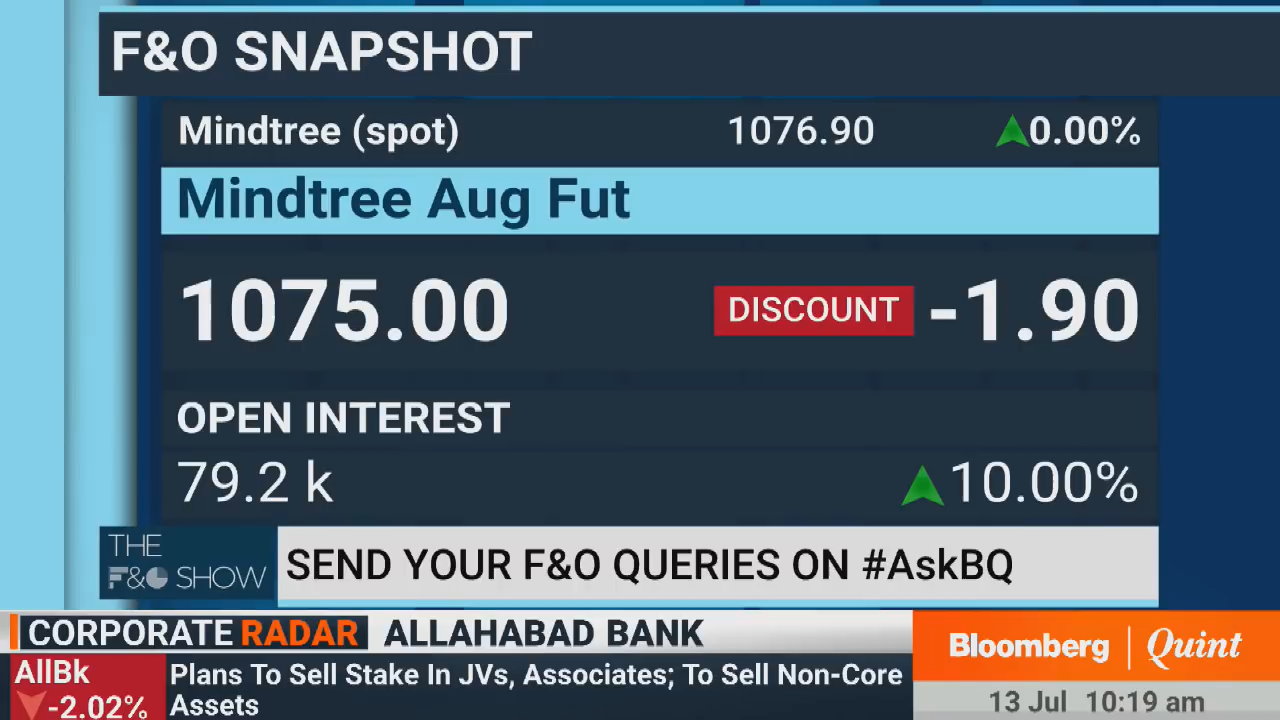 F&O SNAPSHOT
Mindtree (spot) 1076.90 0.00%
Mindtree Aug Fut
1075.00 DISCOUNT -1.90
OPEN INTEREST
79.2 k 10.00%
THE
F&O SHOW
SEND YOUR F&O QUERIES ON #AskBQ
CORPORATE RADAR ALLAHABAD BANK
AllBk
-2.02%
Plans To Sell Stake In JVs, Associates; To Sell Non-Core
Assets
Bloomberg | Quint
13 Jul 10:19 am